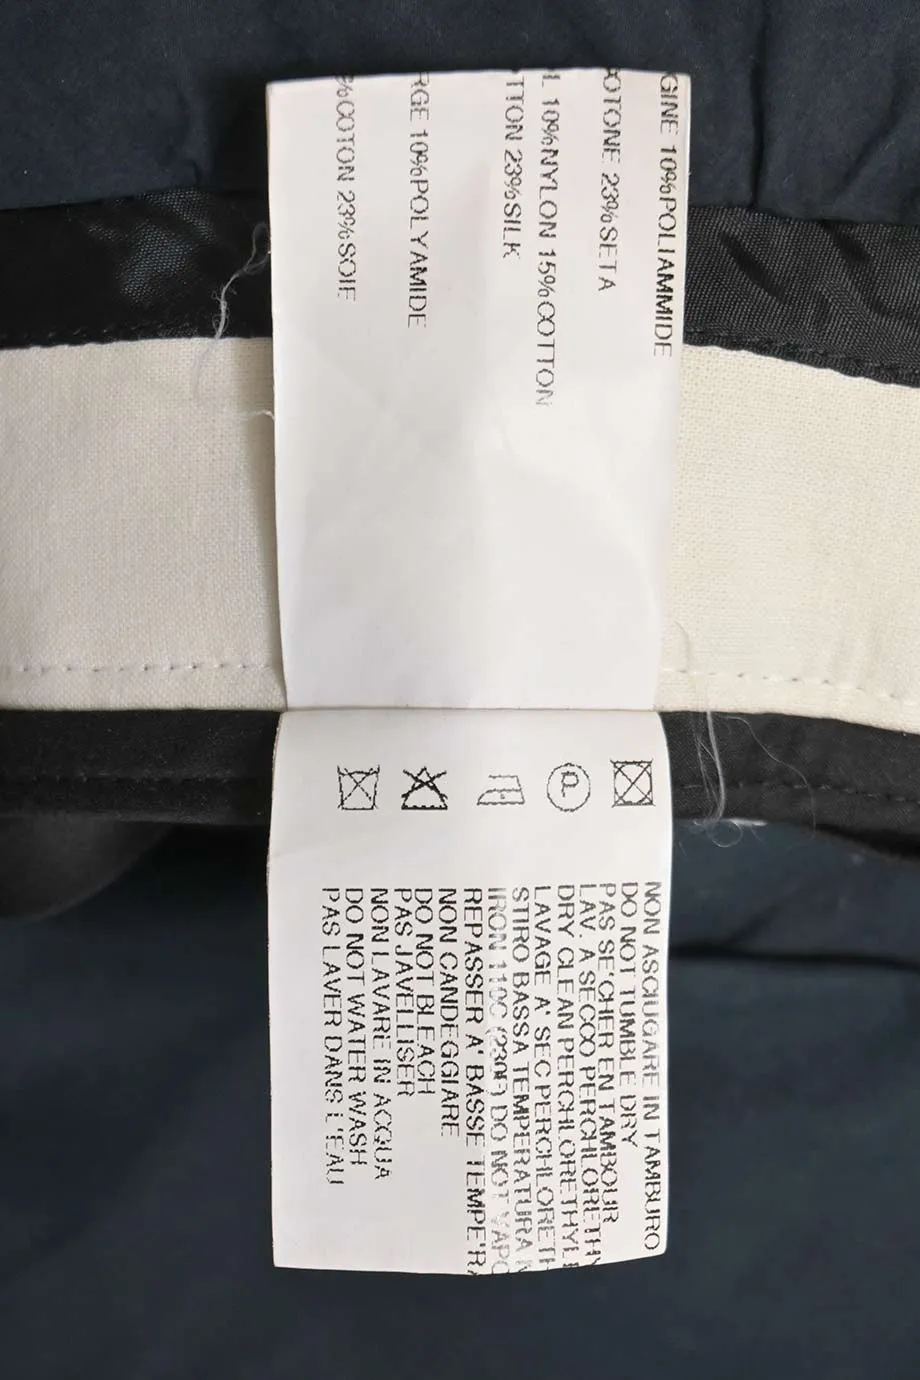 GINE 10%POLIAMMIDE
OTONE 23%SETA
L 10%NYLON 15%COTTON
TTON 23%SILK
RGE 10%POLYAMIDE
%COTON 23%SOIE
P
NON ASCIUGARE IN TAMBURO
DO NOT TUMBLE DRY
PAS SE'CHER EN TAMBOUR
LAV. A SECCO PERCHLORETHY
DRY CLEAN PERCHLORETHYL
LAVAGE A' SEC PERCHLORETH
STIRO BASSA TEMPERATURA
IRON 110C (230F) DO NOT VAPO
REPASSER A' BASSE TEMPE'R
NON CANDEGGIARE
DO NOT BLEACH
PAS JAVELLISER
NON LAVARE IN ACQUA
DO NOT WATER WASH
PAS LAVER DANS L'EAU